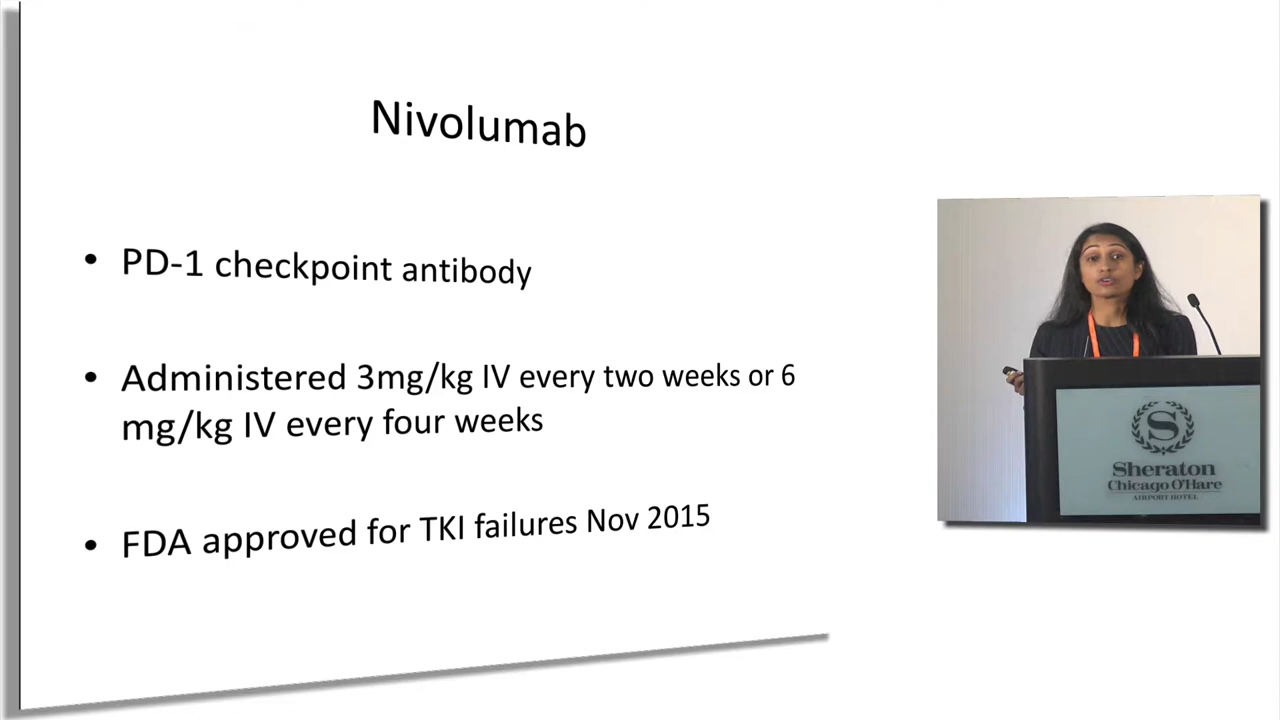 Nivolumab
• PD-1 checkpoint antibody
• Administered 3mg/kg IV every two weeks or 6
mg/kg IV every four weeks
• FDA approved for TKI failures Nov 2015
S
Sheraton
Chicago O'Hare
AIRPORT HOTEL